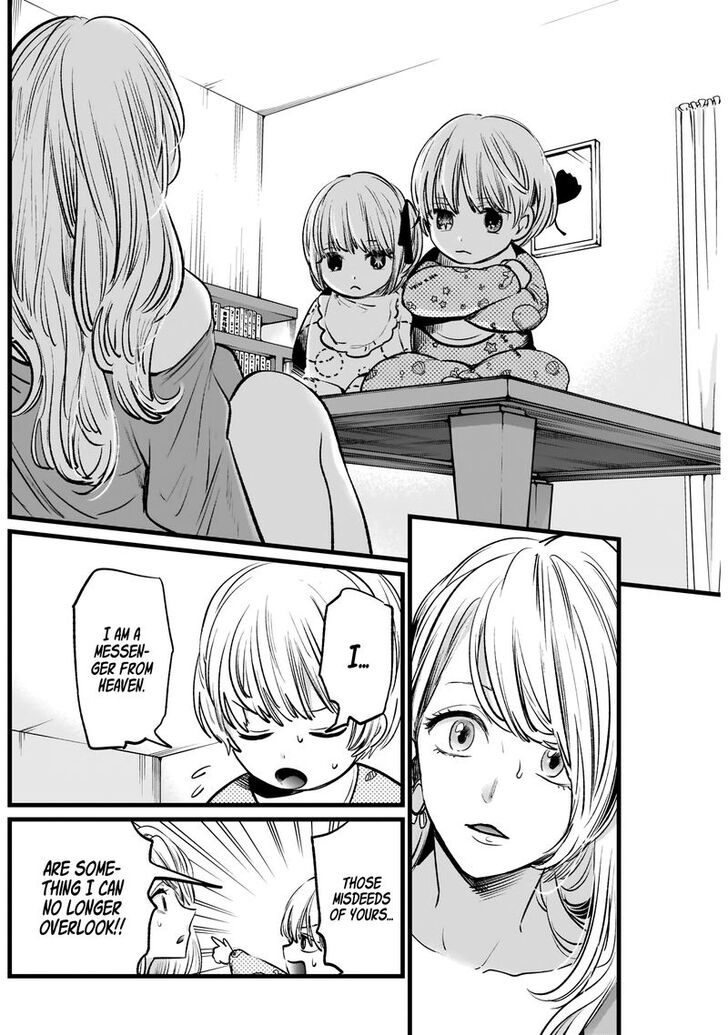 I...
I AM A
MESSEN-
GER FROM
HEAVEN.
THOSE
MISDEEDS
OF YOURS...
ARE SOME-
THING I CAN
NO LONGER
OVERLOOK!!